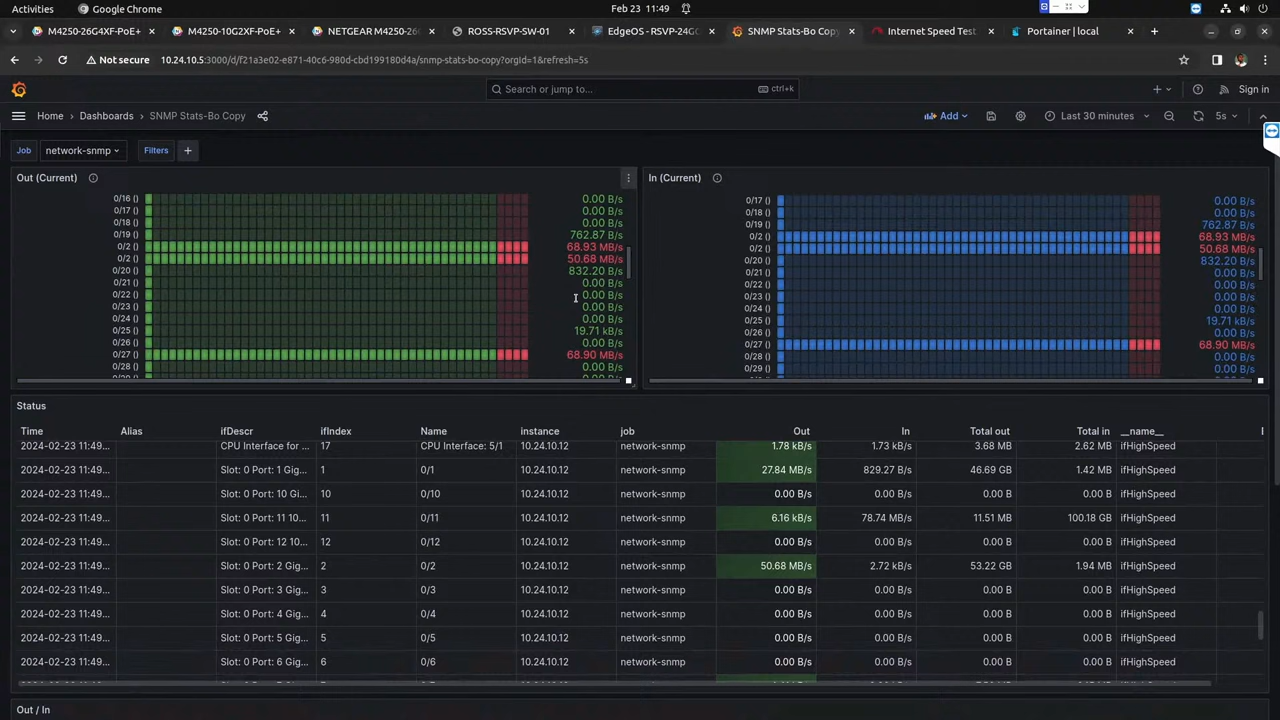 Activities Google Chrome Feb 23 11:49
M4250-26G4XF-PoE+ M4250-10G2XF-PoE+ NETGEAR M4250-26G ROSS-RSVP-SW-01 EdgeOS - RSVP-24GC SNMP Stats-Bo Copy Internet Speed Test Portainer | local
Not secure 10.24.10.5:3000/d/f21a3e02-e871-40c6-980d-cbd199180d4a/snmp-stats-bo-copy?orgId=1&refresh=5s
Search or jump to... ctrl+k Sign in
Home > Dashboards > SNMP Stats-Bo Copy Add Last 30 minutes 5s
Job network-snmp Filters
Out (Current)
0/16 () 0.00 B/s
0/17 () 0.00 B/s
0/18 () 0.00 B/s
0/19 () 762.87 B/s
0/2 () 68.93 MB/s
0/2 () 50.68 MB/s
0/20 () 832.20 B/s
0/21 () 0.00 B/s
0/22 () 0.00 B/s
0/23 () 0.00 B/s
0/24 () 0.00 B/s
0/25 () 19.71 kB/s
0/26 () 0.00 B/s
0/27 () 68.90 MB/s
0/28 () 0.00 B/s
In (Current)
0/17 () 0.00 B/s
0/18 () 0.00 B/s
0/19 () 762.87 B/s
0/2 () 68.93 MB/s
0/2 () 50.68 MB/s
0/20 () 832.20 B/s
0/21 () 0.00 B/s
0/22 () 0.00 B/s
0/23 () 0.00 B/s
0/24 () 0.00 B/s
0/25 () 19.71 kB/s
0/26 () 0.00 B/s
0/27 () 68.90 MB/s
0/28 () 0.00 B/s
0/29 () 0.00 B/s
Status
Time Alias ifDescr ifIndex Name instance job Out In Total out Total in __name__
2024-02-23 11:49... CPU Interface for ... 17 CPU Interface: 5/1 10.24.10.12 network-snmp 1.78 kB/s 1.73 kB/s 3.68 MB 2.62 MB ifHighSpeed
2024-02-23 11:49... Slot: 0 Port: 1 Gig... 1 0/1 10.24.10.12 network-snmp 27.84 MB/s 829.27 B/s 46.69 GB 1.42 MB ifHighSpeed
2024-02-23 11:49... Slot: 0 Port: 10 Gi... 10 0/10 10.24.10.12 network-snmp 0.00 B/s 0.00 B/s 0.00 B 0.00 B ifHighSpeed
2024-02-23 11:49... Slot: 0 Port: 11 10... 11 0/11 10.24.10.12 network-snmp 6.16 kB/s 78.74 MB/s 11.51 MB 100.18 GB ifHighSpeed
2024-02-23 11:49... Slot: 0 Port: 12 10... 12 0/12 10.24.10.12 network-snmp 0.00 B/s 0.00 B/s 0.00 B 0.00 B ifHighSpeed
2024-02-23 11:49... Slot: 0 Port: 2 Gig... 2 0/2 10.24.10.12 network-snmp 50.68 MB/s 2.72 kB/s 53.22 GB 1.94 MB ifHighSpeed
2024-02-23 11:49... Slot: 0 Port: 3 Gig... 3 0/3 10.24.10.12 network-snmp 0.00 B/s 0.00 B/s 0.00 B 0.00 B ifHighSpeed
2024-02-23 11:49... Slot: 0 Port: 4 Gig... 4 0/4 10.24.10.12 network-snmp 0.00 B/s 0.00 B/s 0.00 B 0.00 B ifHighSpeed
2024-02-23 11:49... Slot: 0 Port: 5 Gig... 5 0/5 10.24.10.12 network-snmp 0.00 B/s 0.00 B/s 0.00 B 0.00 B ifHighSpeed
2024-02-23 11:49... Slot: 0 Port: 6 Gig... 6 0/6 10.24.10.12 network-snmp 0.00 B/s 0.00 B/s 0.00 B 0.00 B ifHighSpeed
Out / In